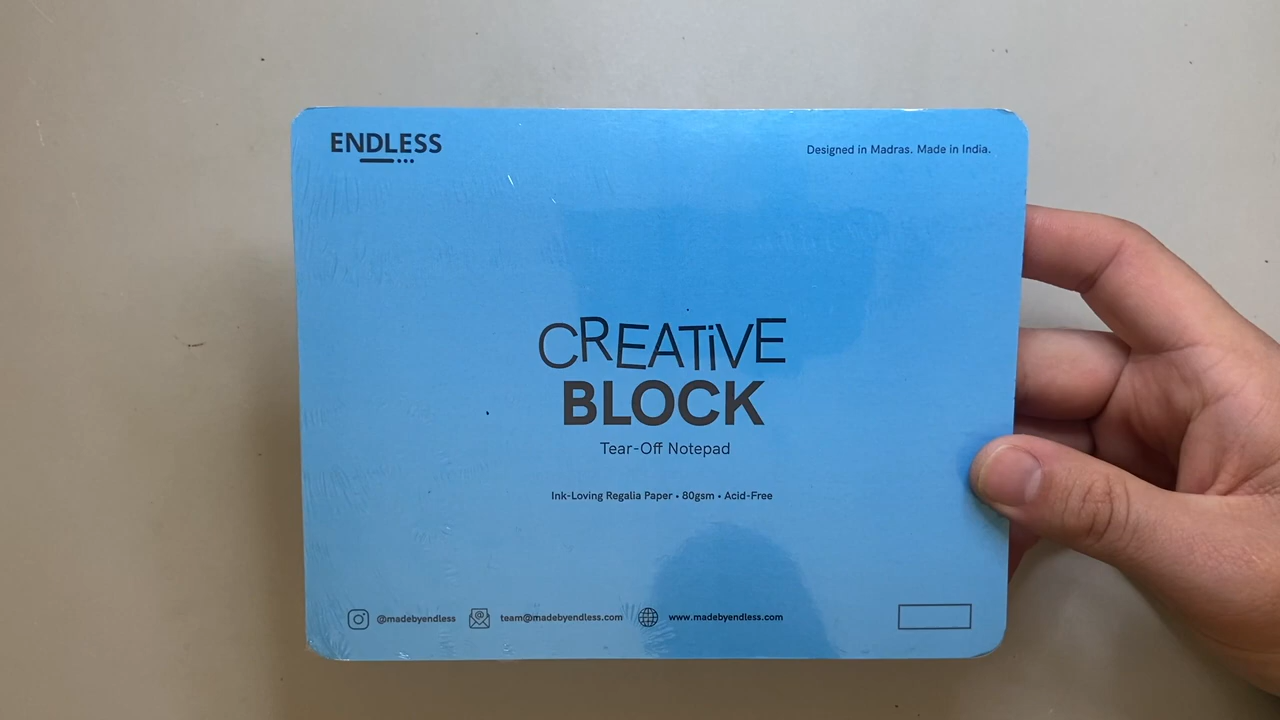 ENDLESS
Designed in Madras. Made in India.
CREATiVE
BLOCK
Tear-Off Notepad
Ink-Loving Regalia Paper • 80gsm • Acid-Free
@madebyendless team@madebyendless.com www.madebyendless.com